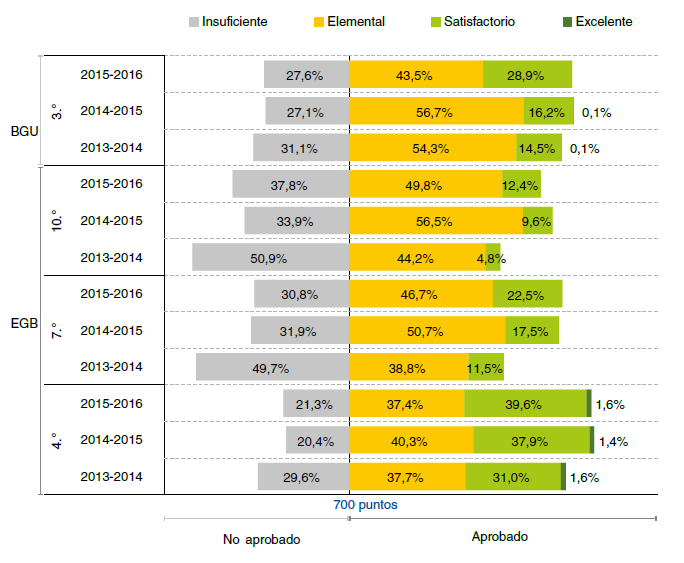 Insuficiente Elemental Satisfactorio Excelente
BGU
3.°
2015-2016 27,6% 43,5% 28,9%
2014-2015 27,1% 56,7% 16,2% 0,1%
2013-2014 31,1% 54,3% 14,5% 0,1%
EGB
10.°
2015-2016 37,8% 49,8% 12,4%
2014-2015 33,9% 56,5% 9,6%
2013-2014 50,9% 44,2% 4,8%
7.°
2015-2016 30,8% 46,7% 22,5%
2014-2015 31,9% 50,7% 17,5%
2013-2014 49,7% 38,8% 11,5%
4.°
2015-2016 21,3% 37,4% 39,6% 1,6%
2014-2015 20,4% 40,3% 37,9% 1,4%
2013-2014 29,6% 37,7% 31,0% 1,6%
700 puntos
No aprobado Aprobado